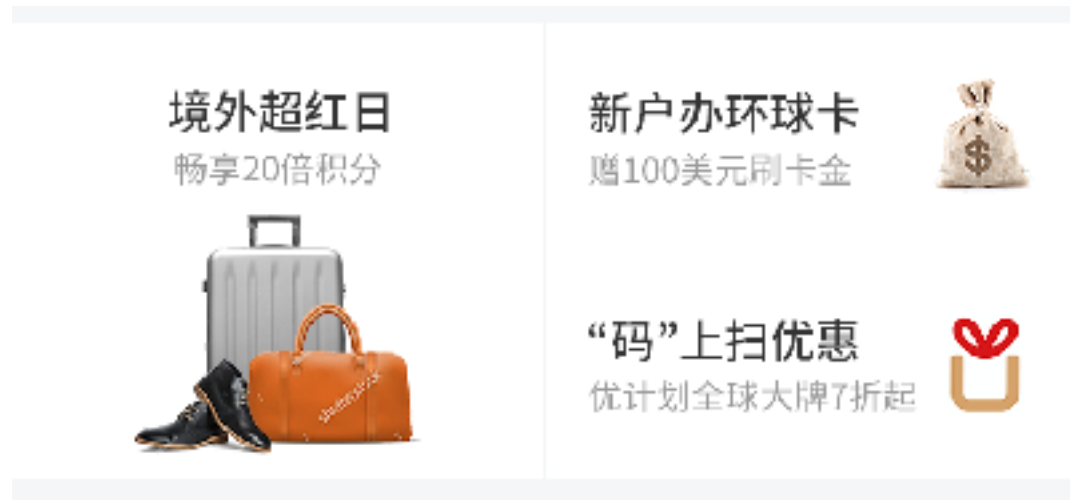 境外超红日
畅享20倍积分
新户办环球卡
赠100美元刷卡金
“码”上扫优惠
优计划全球大牌7折起
shutterstock